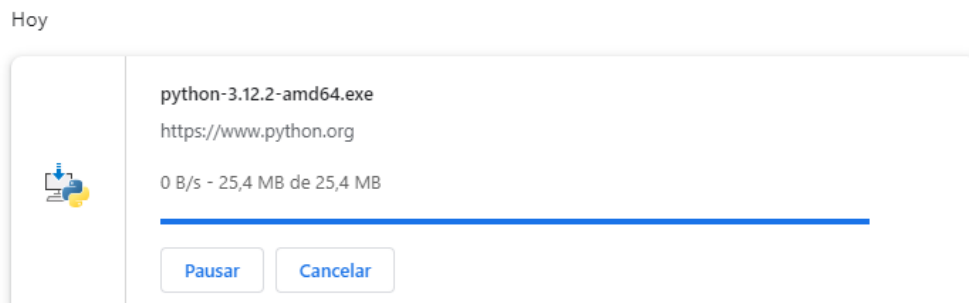 Hoy
python-3.12.2-amd64.exe
https://www.python.org
0 B/s - 25,4 MB de 25,4 MB
Pausar Cancelar